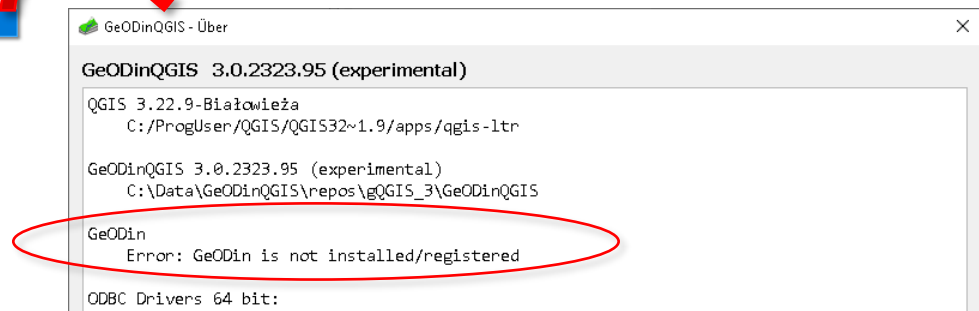 GeODinQGIS - Über
GeODinQGIS 3.0.2323.95 (experimental)
QGIS 3.22.9-Białowieża
C:/ProgUser/QGIS/QGIS32~1.9/apps/qgis-ltr
GeODinQGIS 3.0.2323.95 (experimental)
C:\Data\GeODinQGIS\repos\gQGIS_3\GeODinQGIS
GeODin
Error: GeODin is not installed/registered
ODBC Drivers 64 bit: